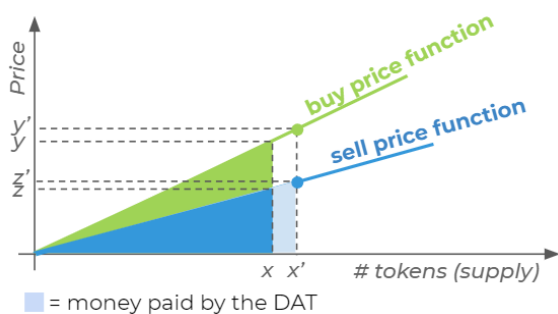 Price
buy price function
sell price function
y'
y
z'
z
x x' # tokens (supply)
= money paid by the DAT